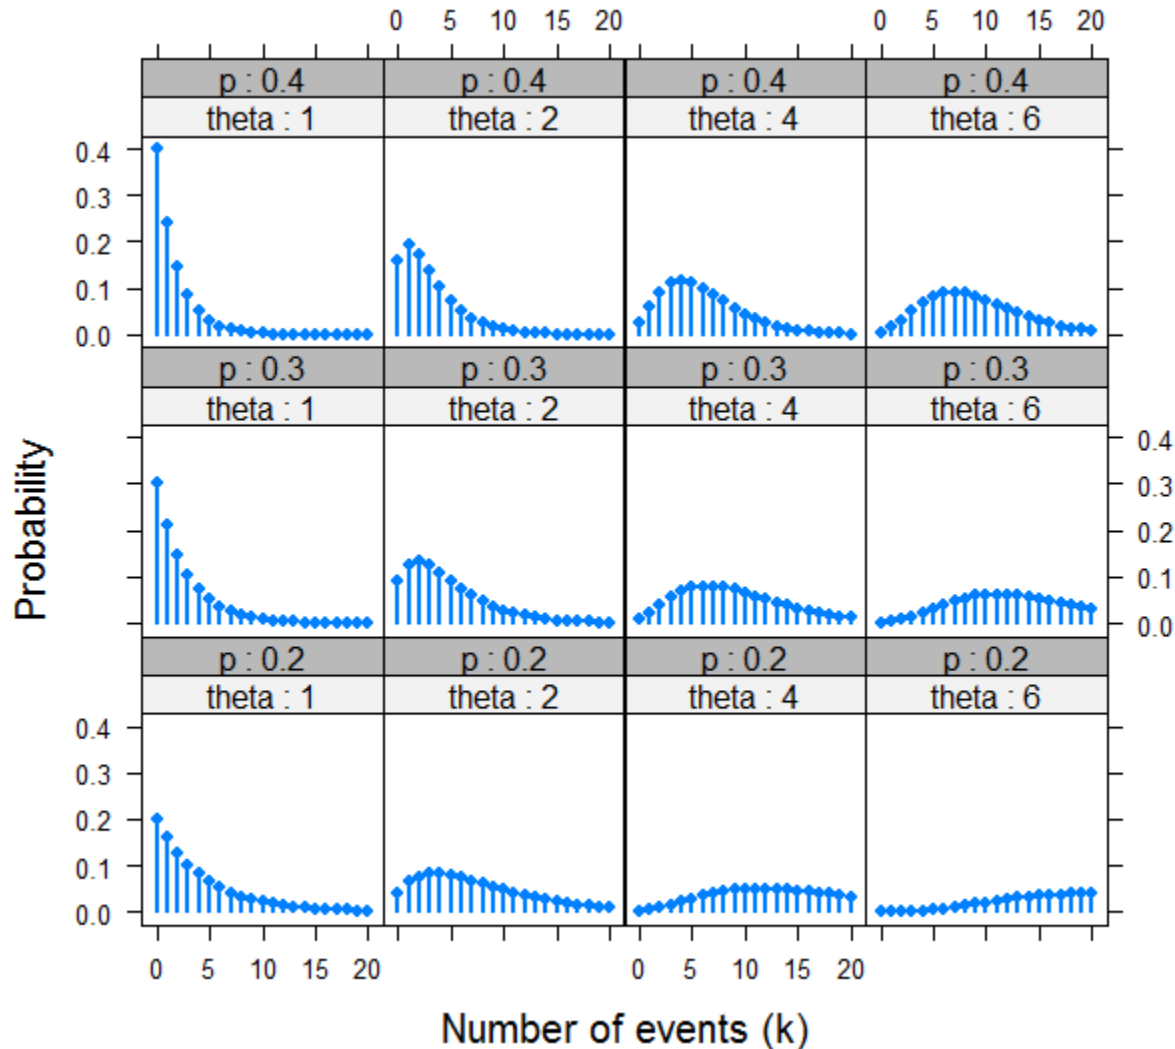 0 5 10 15 20 0 5 10 15 20
p : 0.4 p : 0.4 p : 0.4 p : 0.4
theta : 1 theta : 2 theta : 4 theta : 6
0.4
0.3
0.2
0.1
0.0
p : 0.3 p : 0.3 p : 0.3 p : 0.3
theta : 1 theta : 2 theta : 4 theta : 6
0.4
0.3
0.2
0.1
0.0
Probability
p : 0.2 p : 0.2 p : 0.2 p : 0.2
theta : 1 theta : 2 theta : 4 theta : 6
0.4
0.3
0.2
0.1
0.0
0 5 10 15 20 0 5 10 15 20
Number of events (k)